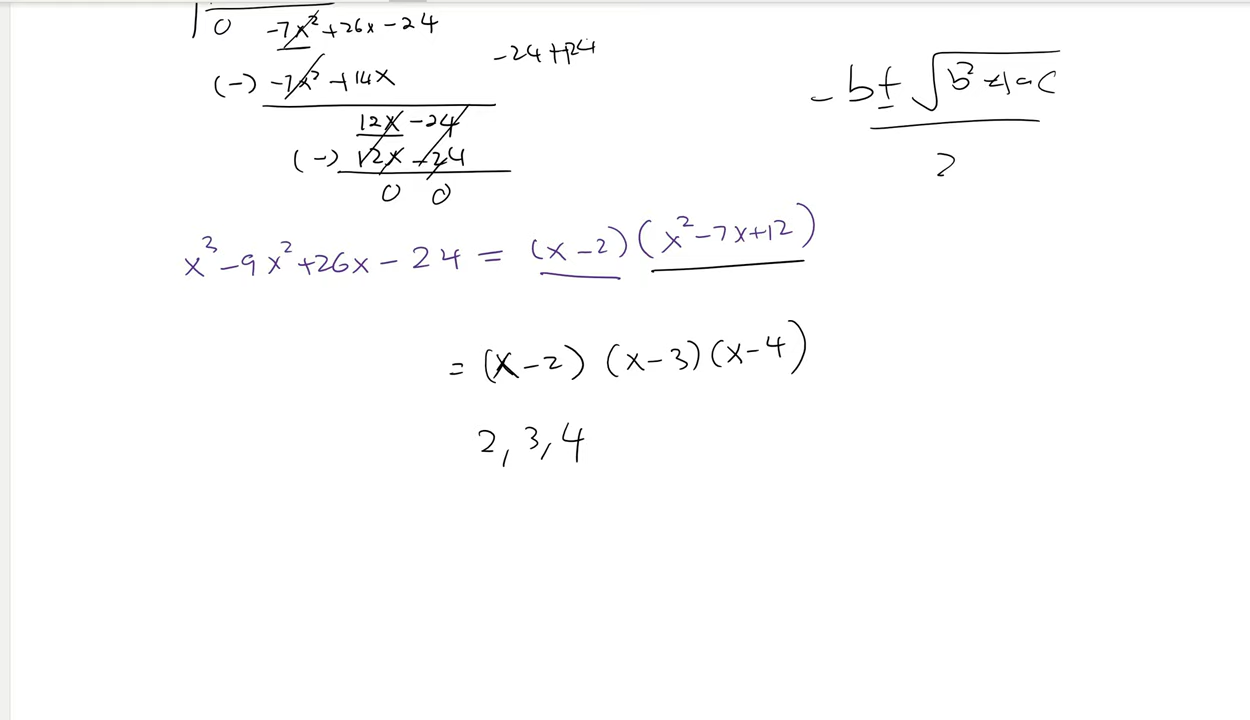 0 -7x² +26x -24
(-) -7x² +14x
-24+24
12x -24
(-) 12x -24
0 0
-b ± √b²-4ac
2
x³-9x²+26x-24 = (x-2)(x²-7x+12)
= (x-2) (x-3)(x-4)
2, 3, 4